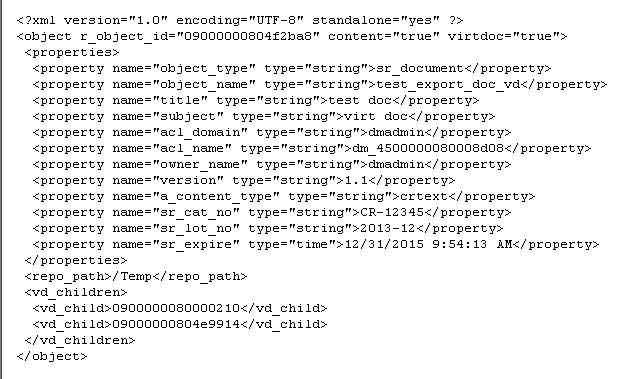 <?xml version="1.0" encoding="UTF-8" standalone="yes" ?>
<object r_object_id="09000000804f2ba8" content="true" virtdoc="true">
<properties>
<property name="object_type" type="string">sr_document</property>
<property name="object_name" type="string">test_export_doc_vd</property>
<property name="title" type="string">test doc</property>
<property name="subject" type="string">virt doc</property>
<property name="acl_domain" type="string">dmadmin</property>
<property name="acl_name" type="string">dm_4500000080008d08</property>
<property name="owner_name" type="string">dmadmin</property>
<property name="version" type="string">1.1</property>
<property name="a_content_type" type="string">crtext</property>
<property name="sr_cat_no" type="string">CR-12345</property>
<property name="sr_lot_no" type="string">2013-12</property>
<property name="sr_expire" type="time">12/31/2015 9:54:13 AM</property>
</properties>
<repo_path>/Temp</repo_path>
<vd_children>
<vd_child>0900000080000210</vd_child>
<vd_child>09000000804e9914</vd_child>
</vd_children>
</object>